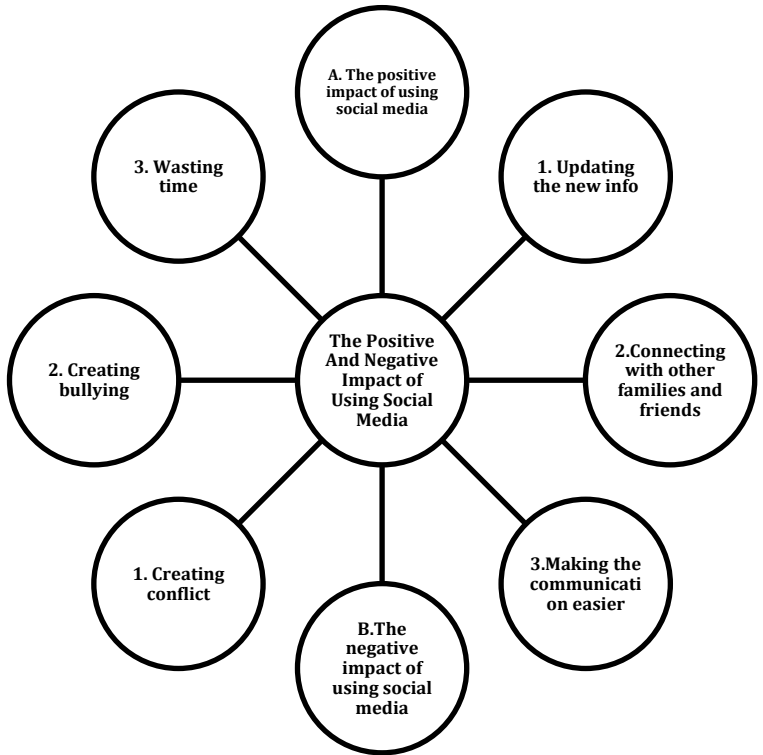 A. The positive
impact of using
social media
1. Updating
the new info
2.Connecting
with other
families and
friends
3.Making the
communicati
on easier
B.The
negative
impact of
using social
media
1. Creating
conflict
2. Creating
bullying
3. Wasting
time
The Positive
And Negative
Impact of
Using Social
Media